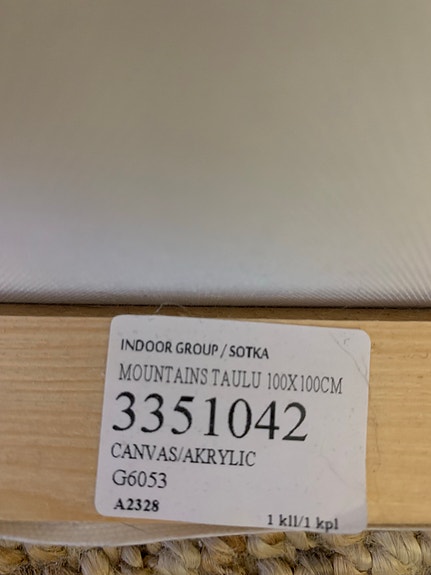 INDOOR GROUP / SOTKA
MOUNTAINS TAULU 100X100CM
3351042
CANVAS/AKRYLIC
G6053
A2328
1 kll/1 kpl